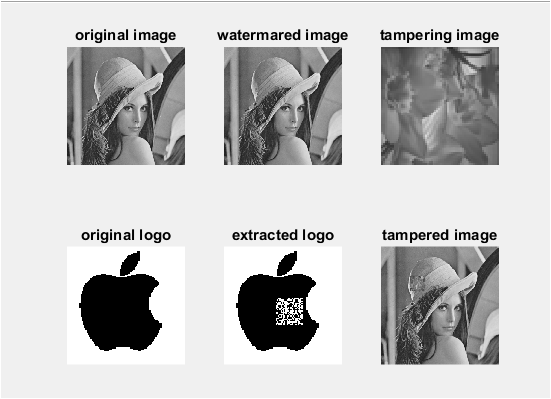 original image
watermared image
tampering image
original logo
extracted logo
tampered image